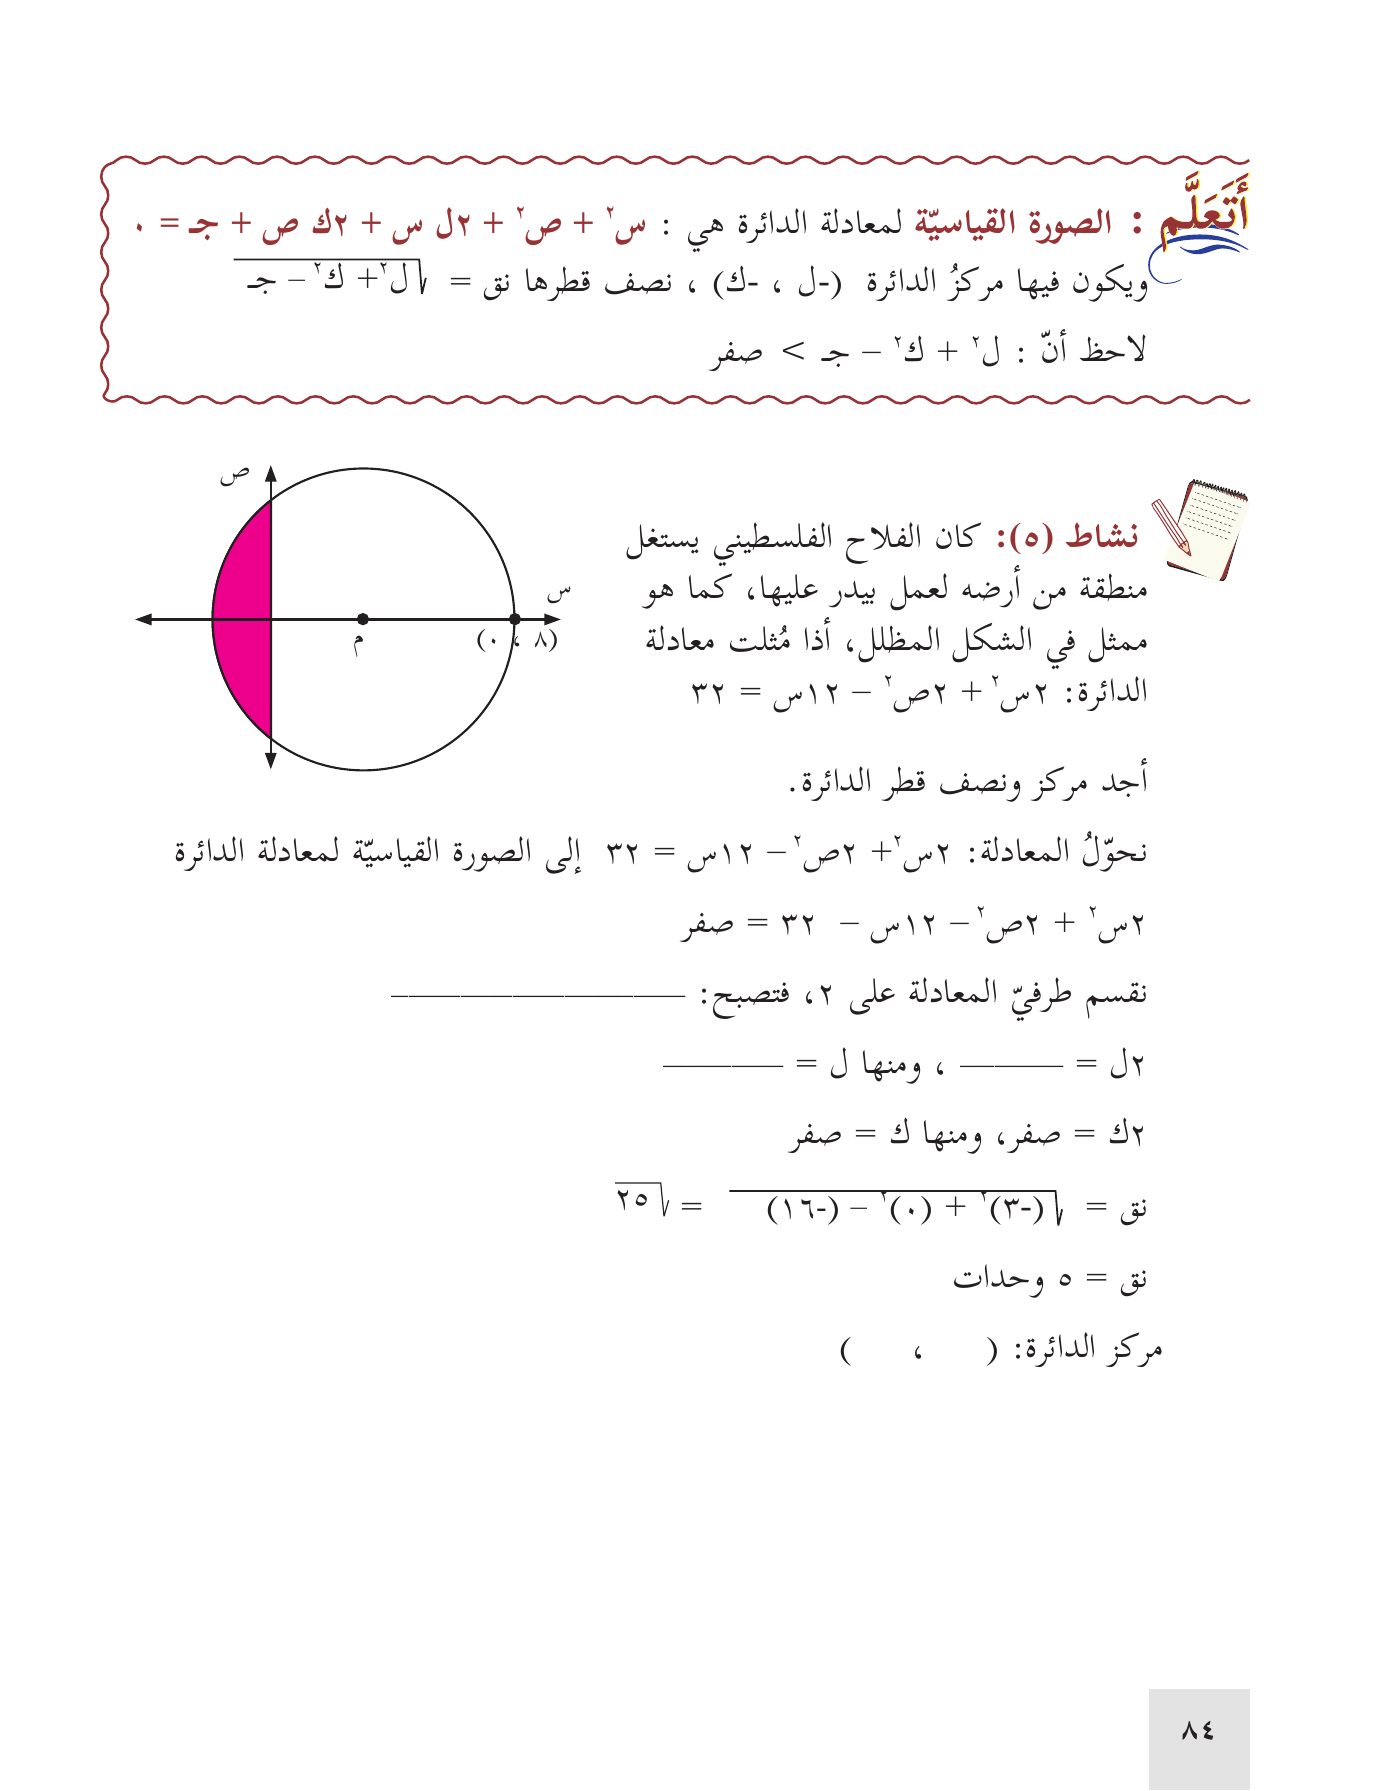 أَتَعَلَّم : الصورة القياسيّة لمعادلة الدائرة هي : س٢ + ص٢ + ٢ل س + ٢ك ص + جـ = ٠
ويكون فيها مركزُ الدائرة (-ل ، -ك) ، نصف قطرها نق = √(ل٢ + ك٢ – جـ)
لاحظ أنّ : ل٢ + ك٢ – جـ > صفر
ص
س
م
(٨ ، ٠)
نشاط (٥): كان الفلاح الفلسطيني يستغل
منطقة من أرضه لعمل بيدر عليها، كما هو
ممثل في الشكل المظلل، أذا مُثلت معادلة
الدائرة: ٢س٢ + ٢ص٢ – ١٢س = ٣٢
أجد مركز ونصف قطر الدائرة.
نحوّلُ المعادلة: ٢س٢ + ٢ص٢ – ١٢س = ٣٢ إلى الصورة القياسيّة لمعادلة الدائرة
٢س٢ + ٢ص٢ – ١٢س – ٣٢ = صفر
نقسم طرفيّ المعادلة على ٢، فتصبح: —————————
٢ل = ——— ، ومنها ل = ———
٢ك = صفر، ومنها ك = صفر
نق = √((-٣)٢ + (٠)٢ – (-١٦)) = √٢٥
نق = ٥ وحدات
مركز الدائرة: ( ، )
٨٤